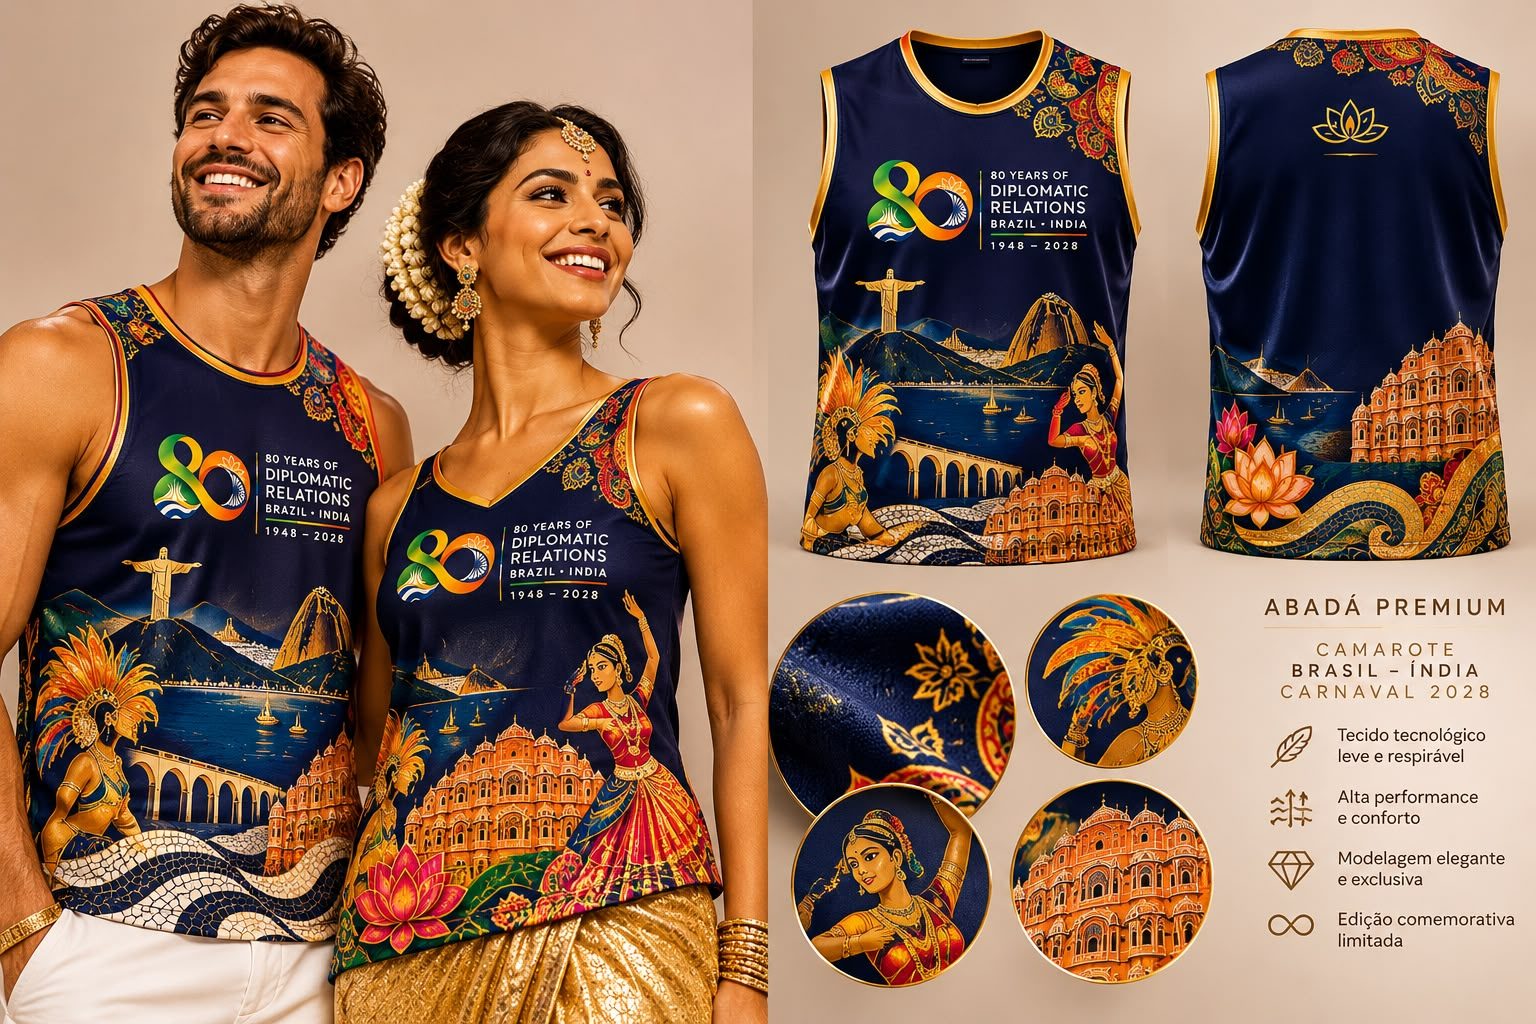 80 YEARS OF
DIPLOMATIC
RELATIONS
BRAZIL • INDIA
1948 – 2028
80
80 YEARS OF
DIPLOMATIC
RELATIONS
BRAZIL • INDIA
1948 – 2028
80
80 YEARS OF
DIPLOMATIC
RELATIONS
BRAZIL • INDIA
1948 – 2028
80
ABADÁ PREMIUM
CAMAROTE
BRASIL – ÍNDIA
CARNAVAL 2028
Tecido tecnológico
leve e respirável
Alta performance
e conforto
Modelagem elegante
e exclusiva
Edição comemorativa
limitada